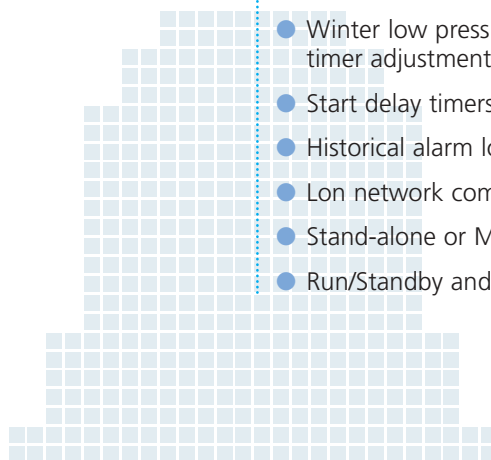 Winter low press
timer adjustment
Start delay timers
Historical alarm lo
Lon network com
Stand-alone or M
Run/Standby and